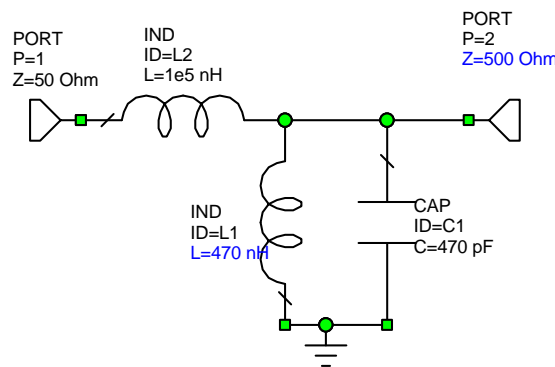 PORT
P=1
Z=50 Ohm
IND
ID=L2
L=1e5 nH
PORT
P=2
Z=500 Ohm
IND
ID=L1
L=470 nH
CAP
ID=C1
C=470 pF